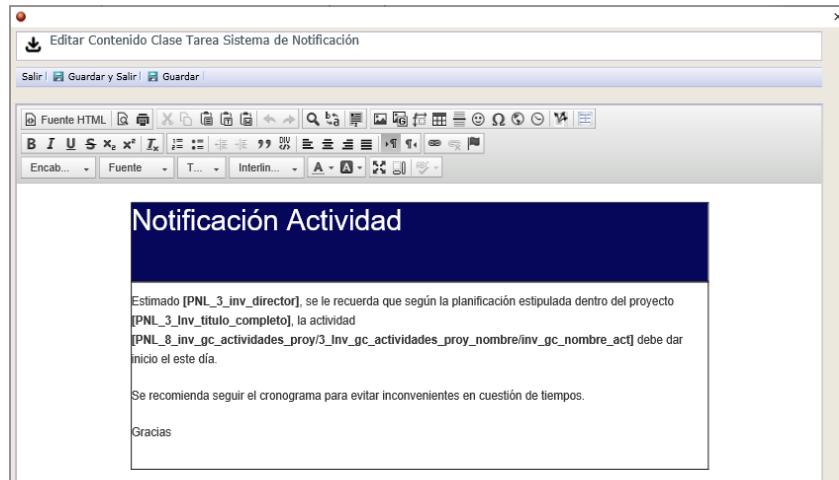 Editar Contenido Clase Tarea Sistema de Notificación
Salir Guardar y Salir Guardar
Fuente HTML
Encab... Fuente T... Interlin...
Notificación Actividad
Estimado [PNL_3_inv_director], se le recuerda que según la planificación estipulada dentro del proyecto
[PNL_3_Inv_titulo_completo], la actividad
[PNL_8_inv_gc_actividades_proy/3_Inv_gc_actividades_proy_nombre/inv_gc_nombre_act] debe dar
inicio el este día.
Se recomienda seguir el cronograma para evitar inconvenientes en cuestión de tiempos.
Gracias